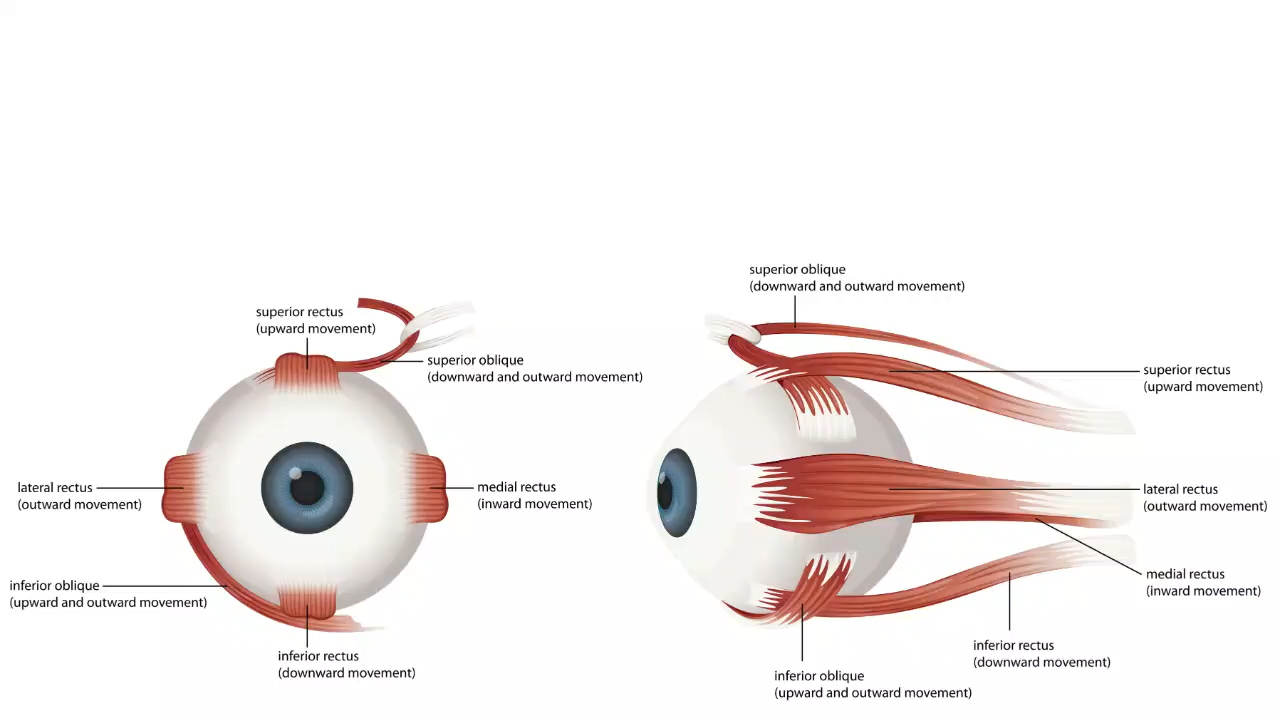 superior rectus
(upward movement)
superior oblique
(downward and outward movement)
lateral rectus
(outward movement)
medial rectus
(inward movement)
inferior oblique
(upward and outward movement)
inferior rectus
(downward movement)
superior oblique
(downward and outward movement)
superior rectus
(upward movement)
lateral rectus
(outward movement)
medial rectus
(inward movement)
inferior rectus
(downward movement)
inferior oblique
(upward and outward movement)